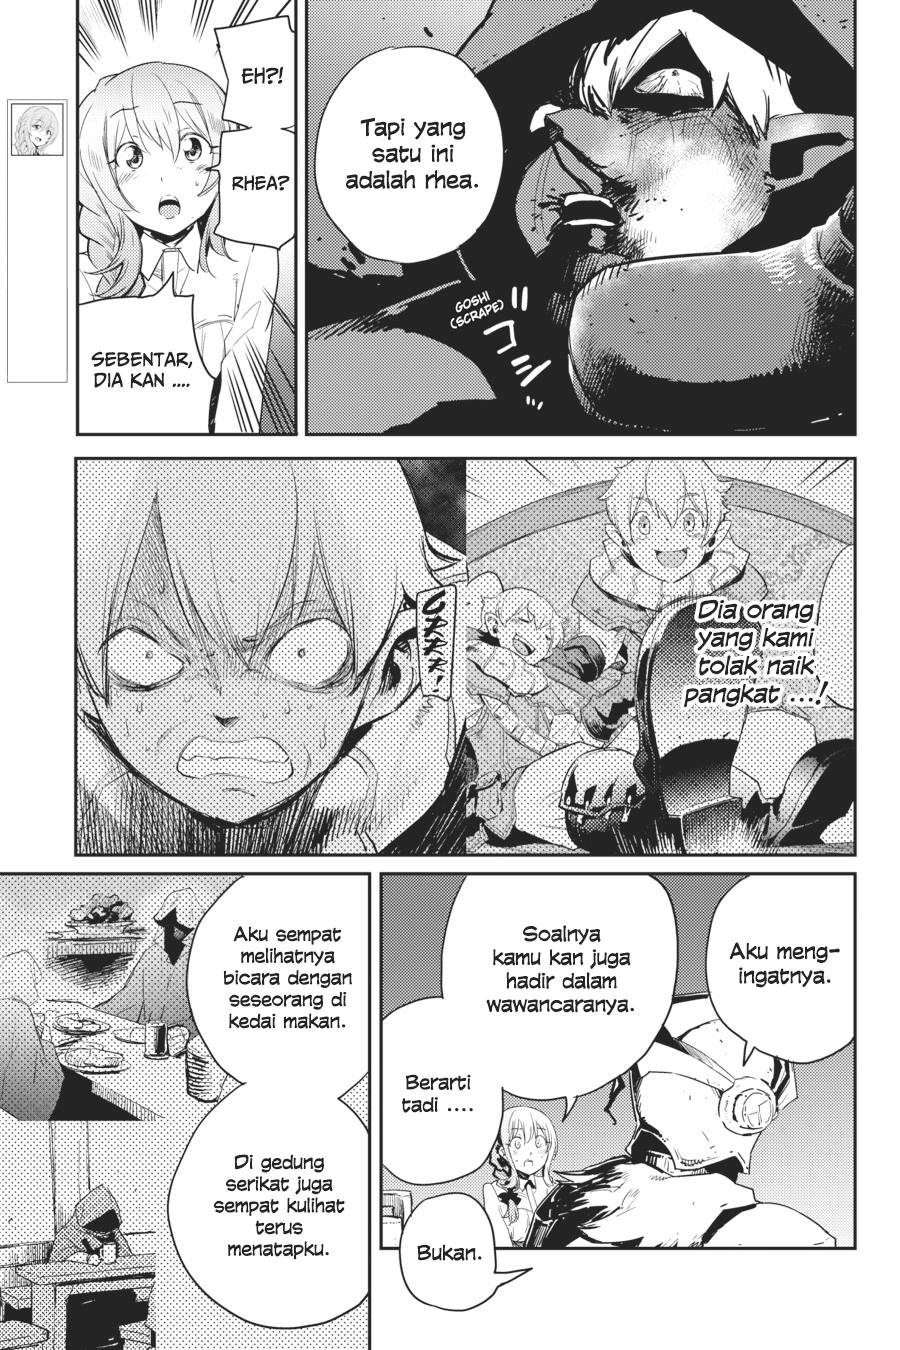 Tapi yang
satu ini
adalah rhea.
GOSHI
(SCRAPE)
ゴシ
EH?!
RHEA?
SEBENTAR,
DIA KAN ....
Dia orang
yang kami
tolak naik
pangkat ...!
Aku meng-
ingatnya.
Soalnya
kamu kan juga
hadir dalam
wawancaranya.
Berarti
tadi ....
Bukan.
Aku sempat
melihatnya
bicara dengan
seseorang di
kedai makan.
Di gedung
serikat juga
sempat kulihat
terus
menatapku.